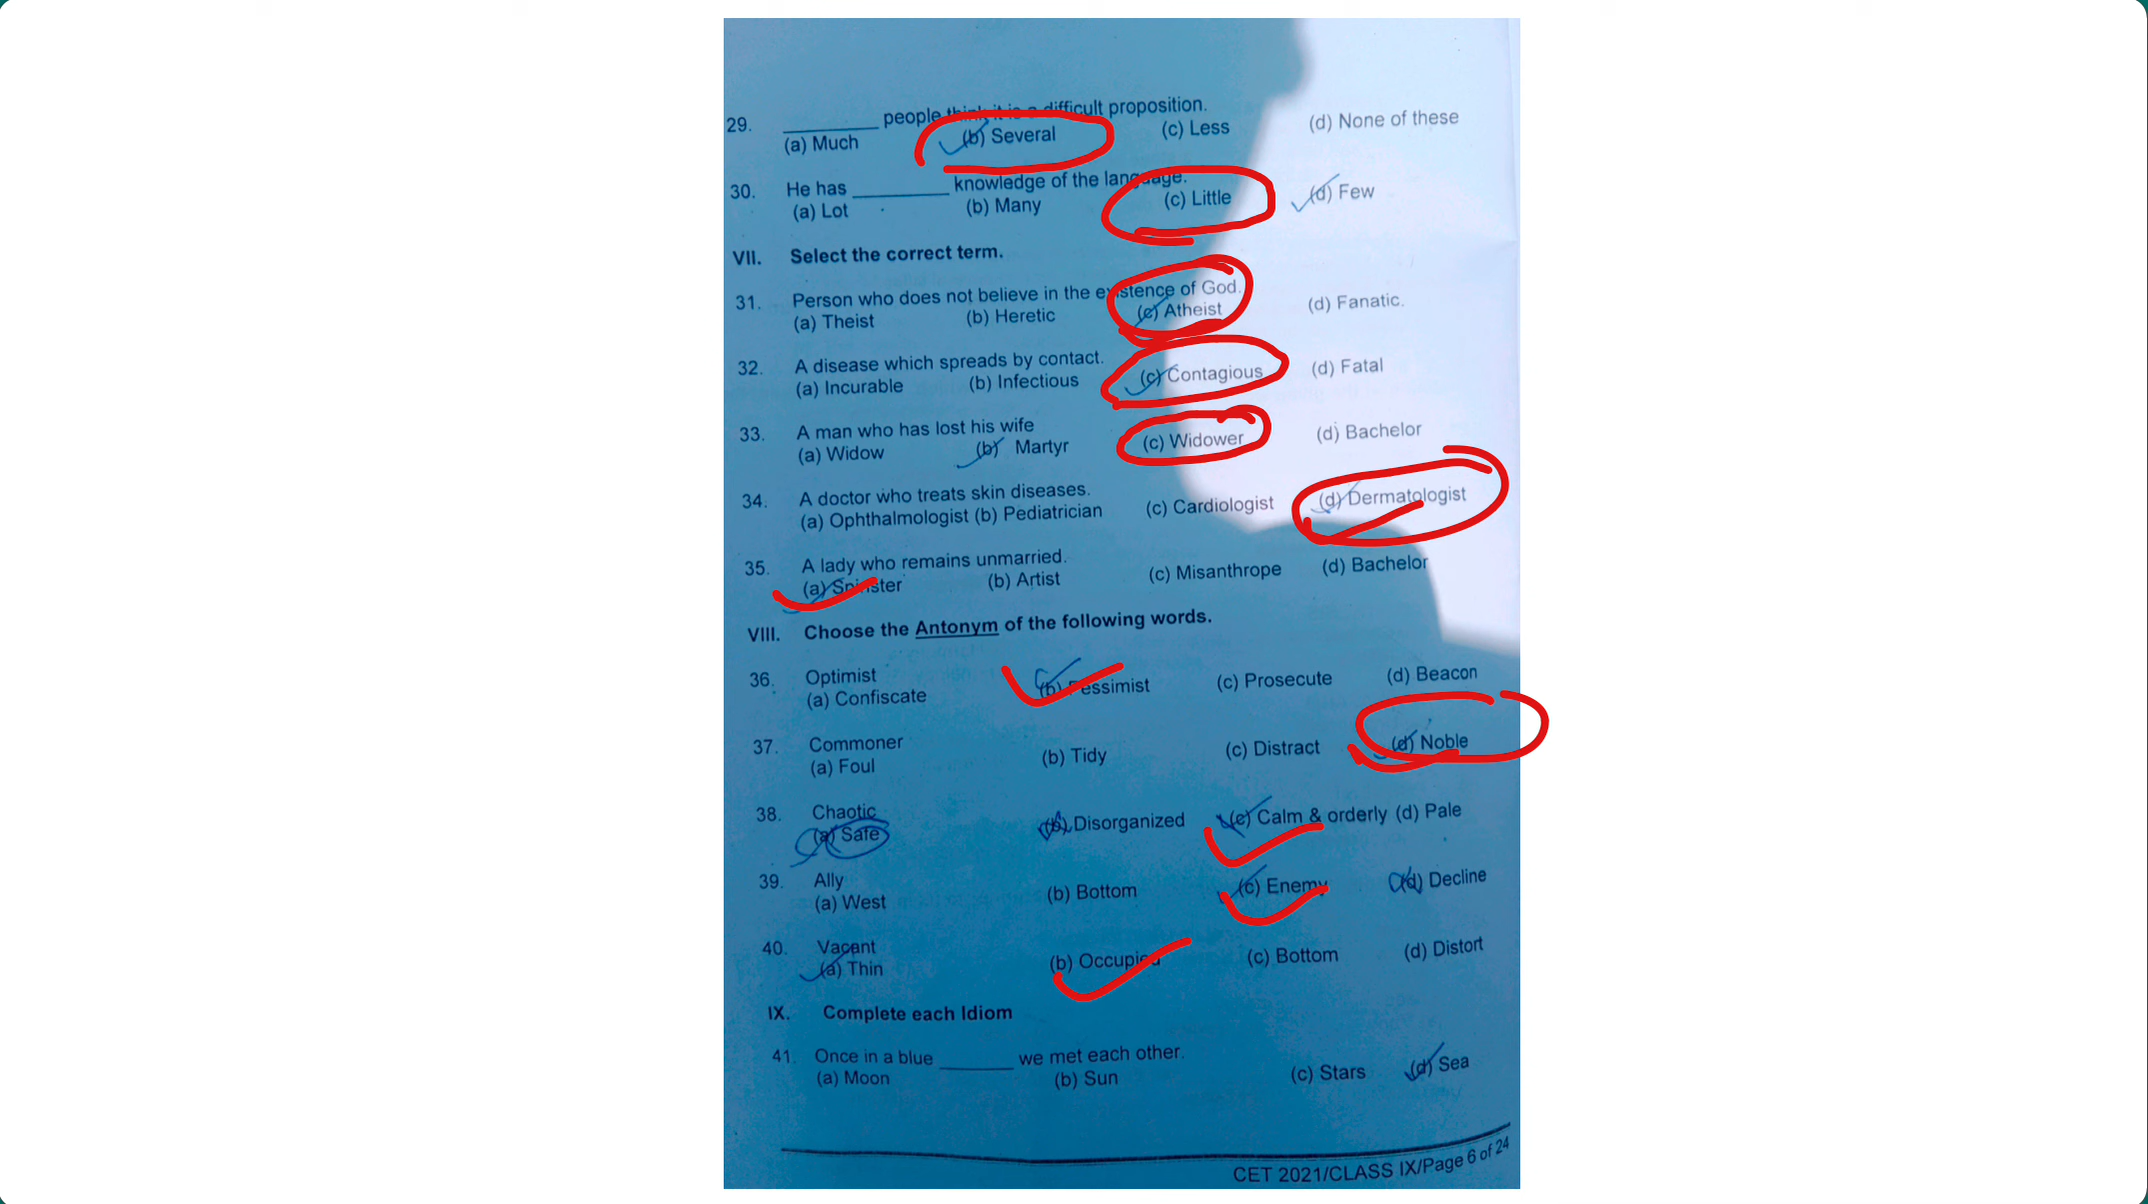 29. ________ people think it is a difficult proposition.
(a) Much (b) Several (c) Less (d) None of these
30. He has ________ knowledge of the language.
(a) Lot (b) Many (c) Little (d) Few
VII. Select the correct term.
31. Person who does not believe in the existence of God.
(a) Theist (b) Heretic (c) Atheist (d) Fanatic.
32. A disease which spreads by contact.
(a) Incurable (b) Infectious (c) Contagious (d) Fatal
33. A man who has lost his wife
(a) Widow (b) Martyr (c) Widower (d) Bachelor
34. A doctor who treats skin diseases.
(a) Ophthalmologist (b) Pediatrician (c) Cardiologist (d) Dermatologist
35. A lady who remains unmarried.
(a) Spinster (b) Artist (c) Misanthrope (d) Bachelor
VIII. Choose the Antonym of the following words.
36. Optimist
(a) Confiscate (b) Pessimist (c) Prosecute (d) Beacon
37. Commoner
(a) Foul (b) Tidy (c) Distract (d) Noble
38. Chaotic
(a) Safe (b) Disorganized (c) Calm & orderly (d) Pale
39. Ally
(a) West (b) Bottom (c) Enemy (d) Decline
40. Vacant
(a) Thin (b) Occupied (c) Bottom (d) Distort
IX. Complete each Idiom
41. Once in a blue ______ we met each other.
(a) Moon (b) Sun (c) Stars (d) Sea
CET 2021/CLASS IX/Page 6 of 24